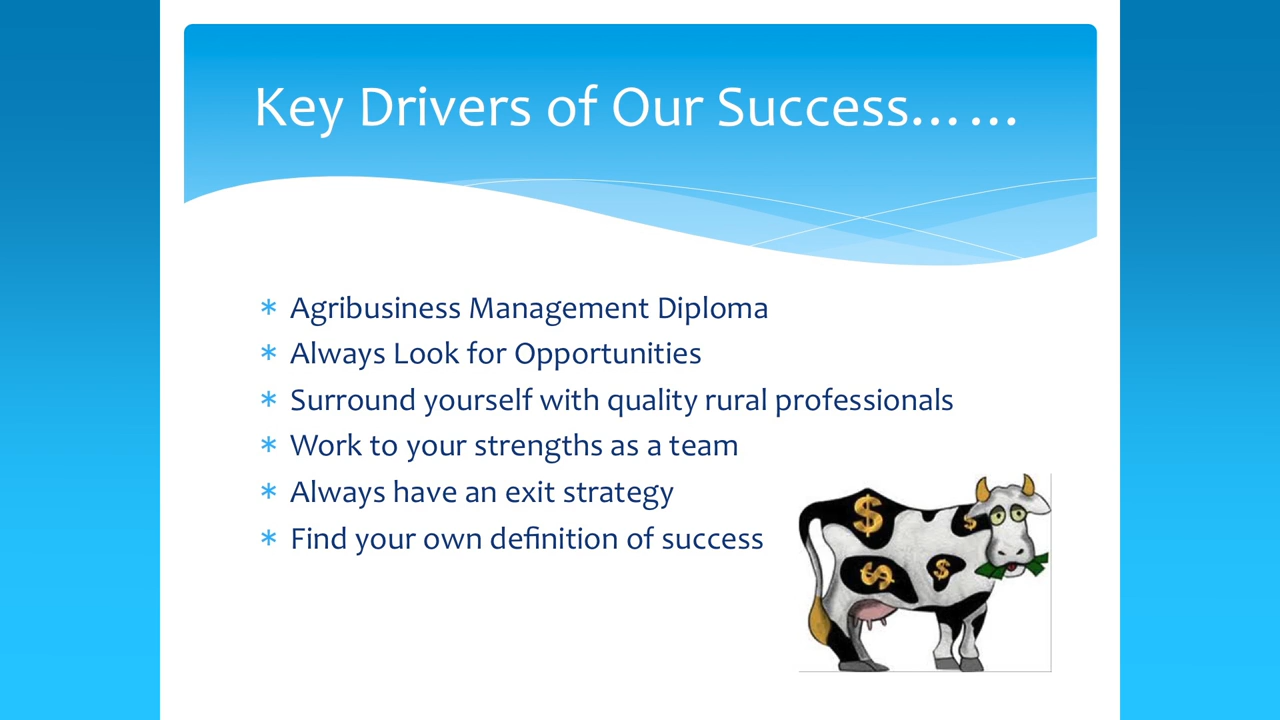 Key Drivers of Our Success……
* Agribusiness Management Diploma
* Always Look for Opportunities
* Surround yourself with quality rural professionals
* Work to your strengths as a team
* Always have an exit strategy
* Find your own definition of success
$
$
$
$